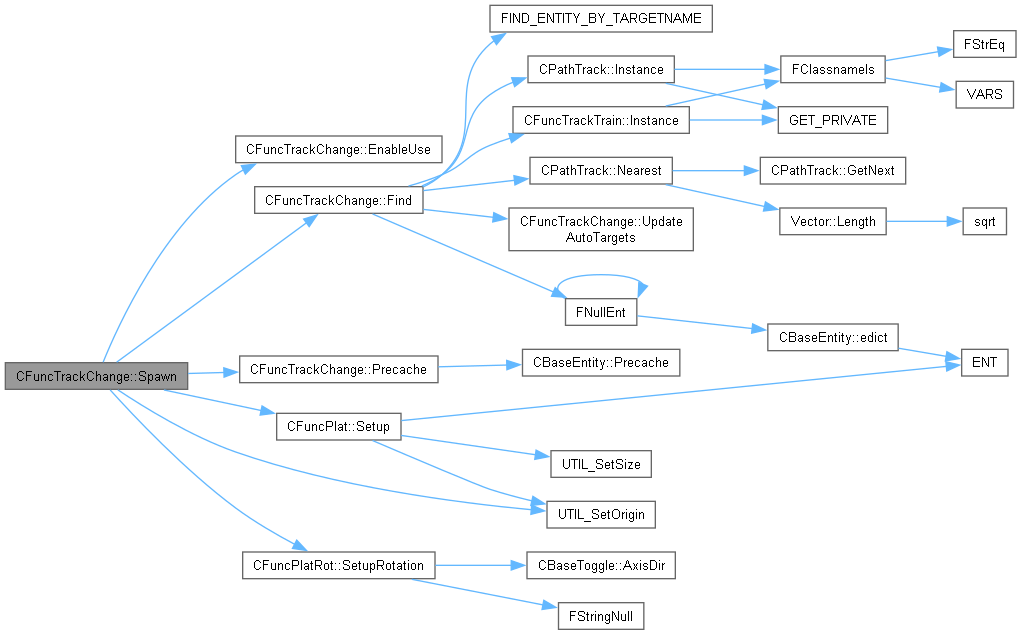 FIND_ENTITY_BY_TARGETNAME
FStrEq
CPathTrack::Instance
FClassnameIs
VARS
CFuncTrackTrain::Instance
GET_PRIVATE
CFuncTrackChange::EnableUse
CPathTrack::Nearest
CPathTrack::GetNext
CFuncTrackChange::Find
CFuncTrackChange::Update
AutoTargets
Vector::Length
sqrt
FNullEnt
CBaseEntity::edict
CFuncTrackChange::Spawn
CFuncTrackChange::Precache
CBaseEntity::Precache
ENT
CFuncPlat::Setup
UTIL_SetSize
UTIL_SetOrigin
CFuncPlatRot::SetupRotation
CBaseToggle::AxisDir
FStringNull